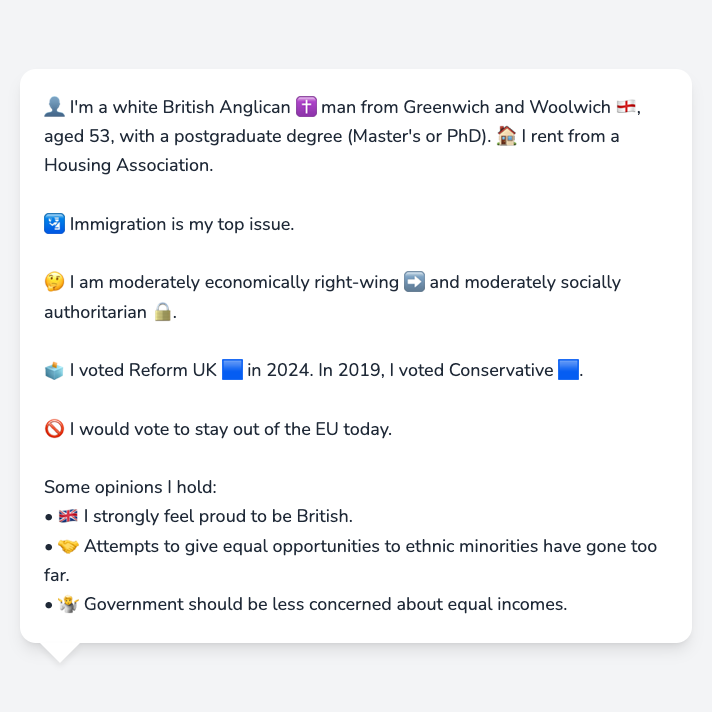 👤 I'm a white British Anglican ✝️ man from Greenwich and Woolwich 🏴󠁧󠁢󠁥󠁮󠁧󠁿,
aged 53, with a postgraduate degree (Master's or PhD). 🏠 I rent from a
Housing Association.
🛂 Immigration is my top issue.
🤔 I am moderately economically right-wing ➡️ and moderately socially
authoritarian 🔒.
🗳️ I voted Reform UK 🟦 in 2024. In 2019, I voted Conservative 🟦.
🚫 I would vote to stay out of the EU today.
Some opinions I hold:
• 🇬🇧 I strongly feel proud to be British.
• 🤝 Attempts to give equal opportunities to ethnic minorities have gone too
far.
• 🤷 Government should be less concerned about equal incomes.